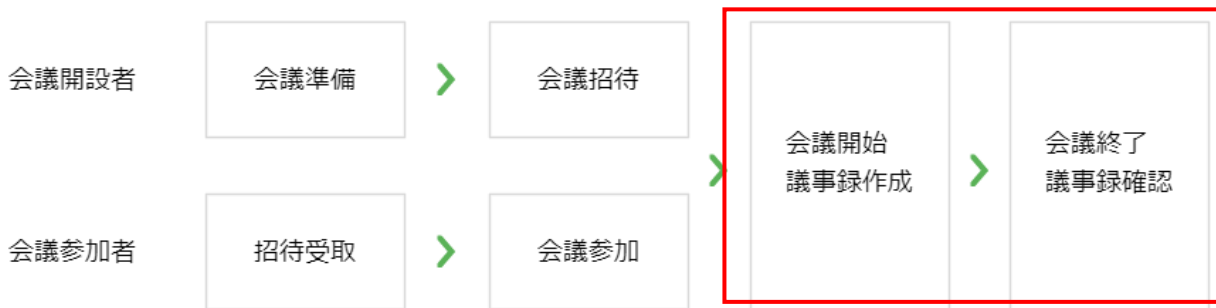 会議開設者
会議準備
会議招待
会議開始
議事録作成
会議終了
議事録確認
会議参加者
招待受取
会議参加